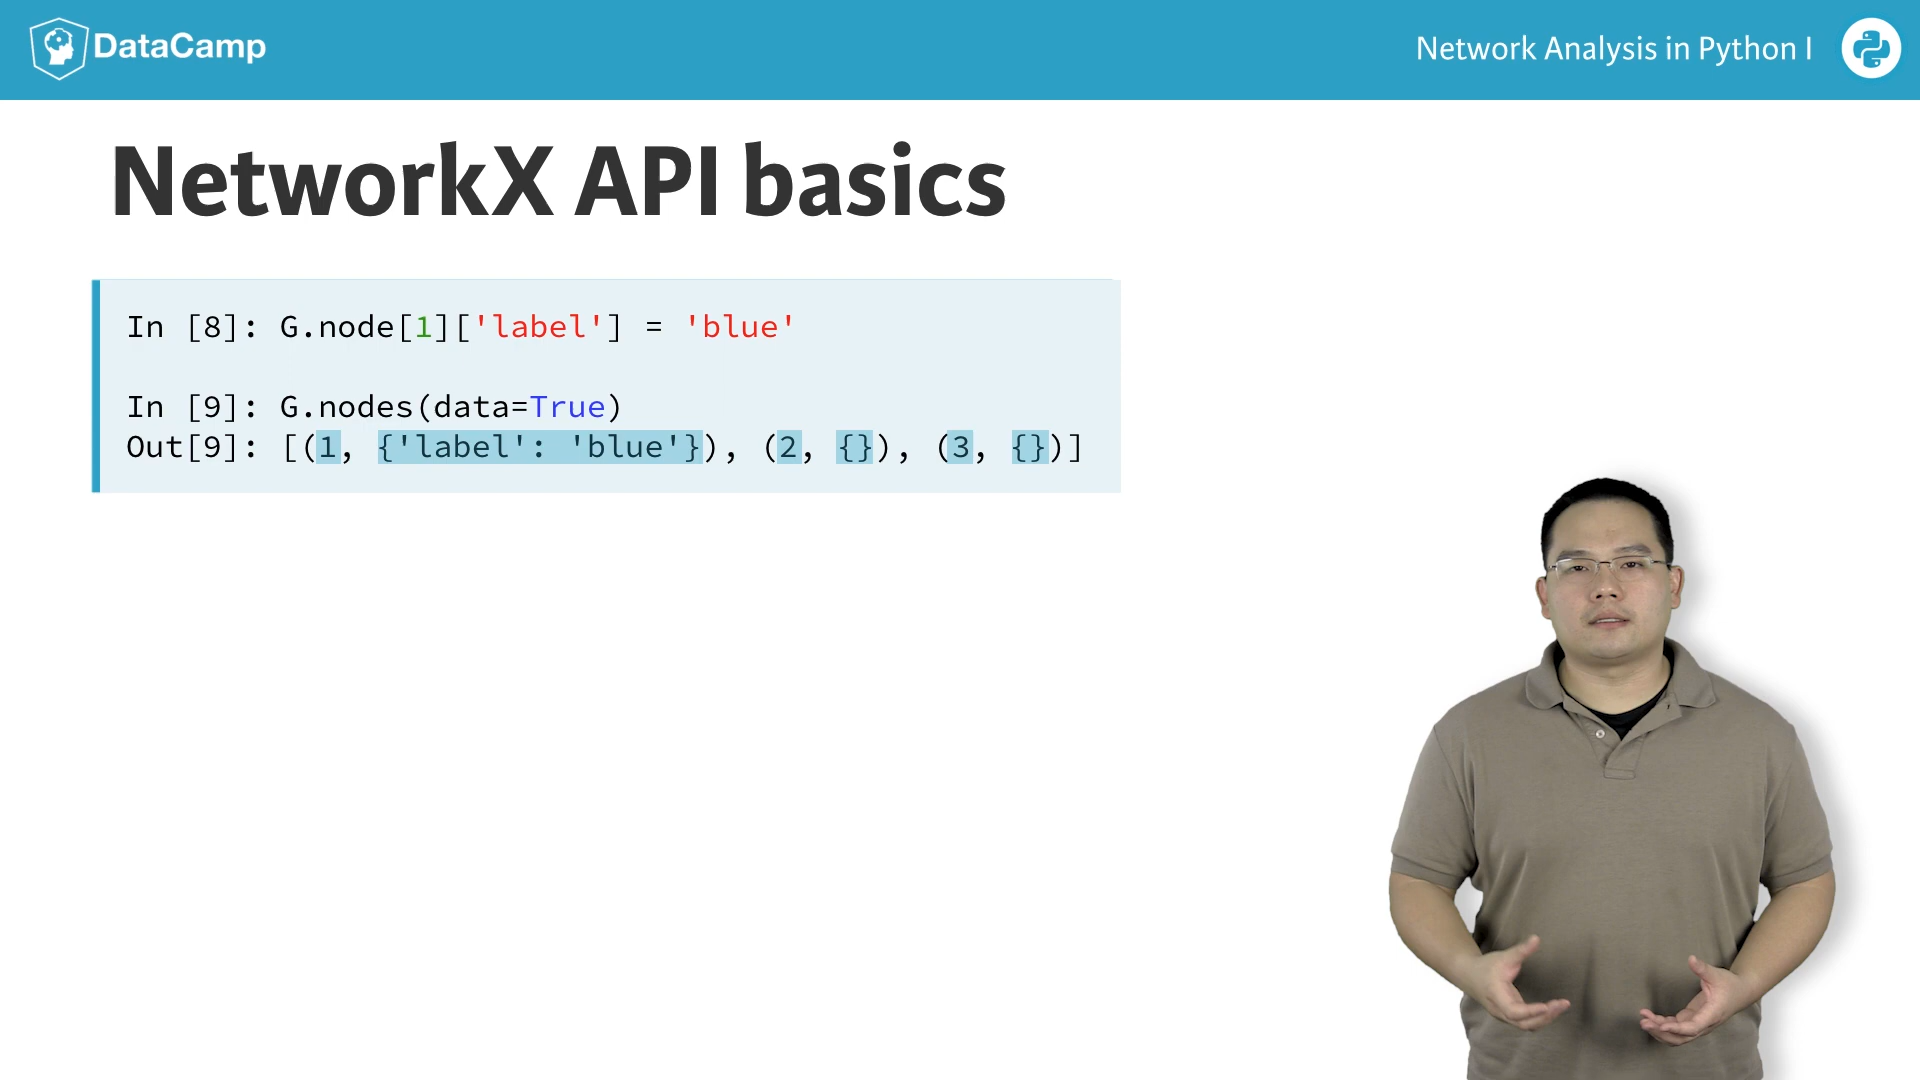 DataCamp
Network Analysis in Python I
NetworkX API basics
In [8]: G.node[1]['label'] = 'blue'
In [9]: G.nodes(data=True)
Out[9]: [(1, {'label': 'blue'}), (2, {}), (3, {})]